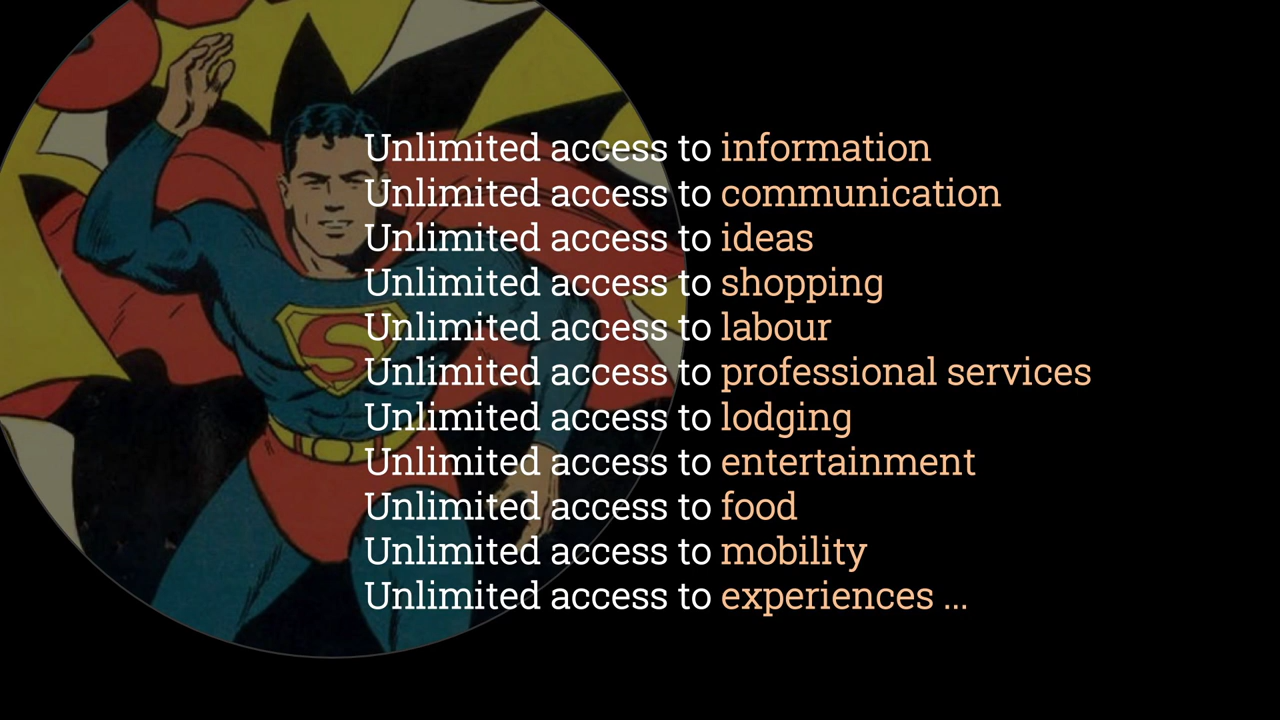 Unlimited access to information
Unlimited access to communication
Unlimited access to ideas
Unlimited access to shopping
Unlimited access to labour
Unlimited access to professional services
Unlimited access to lodging
Unlimited access to entertainment
Unlimited access to food
Unlimited access to mobility
Unlimited access to experiences ...
S